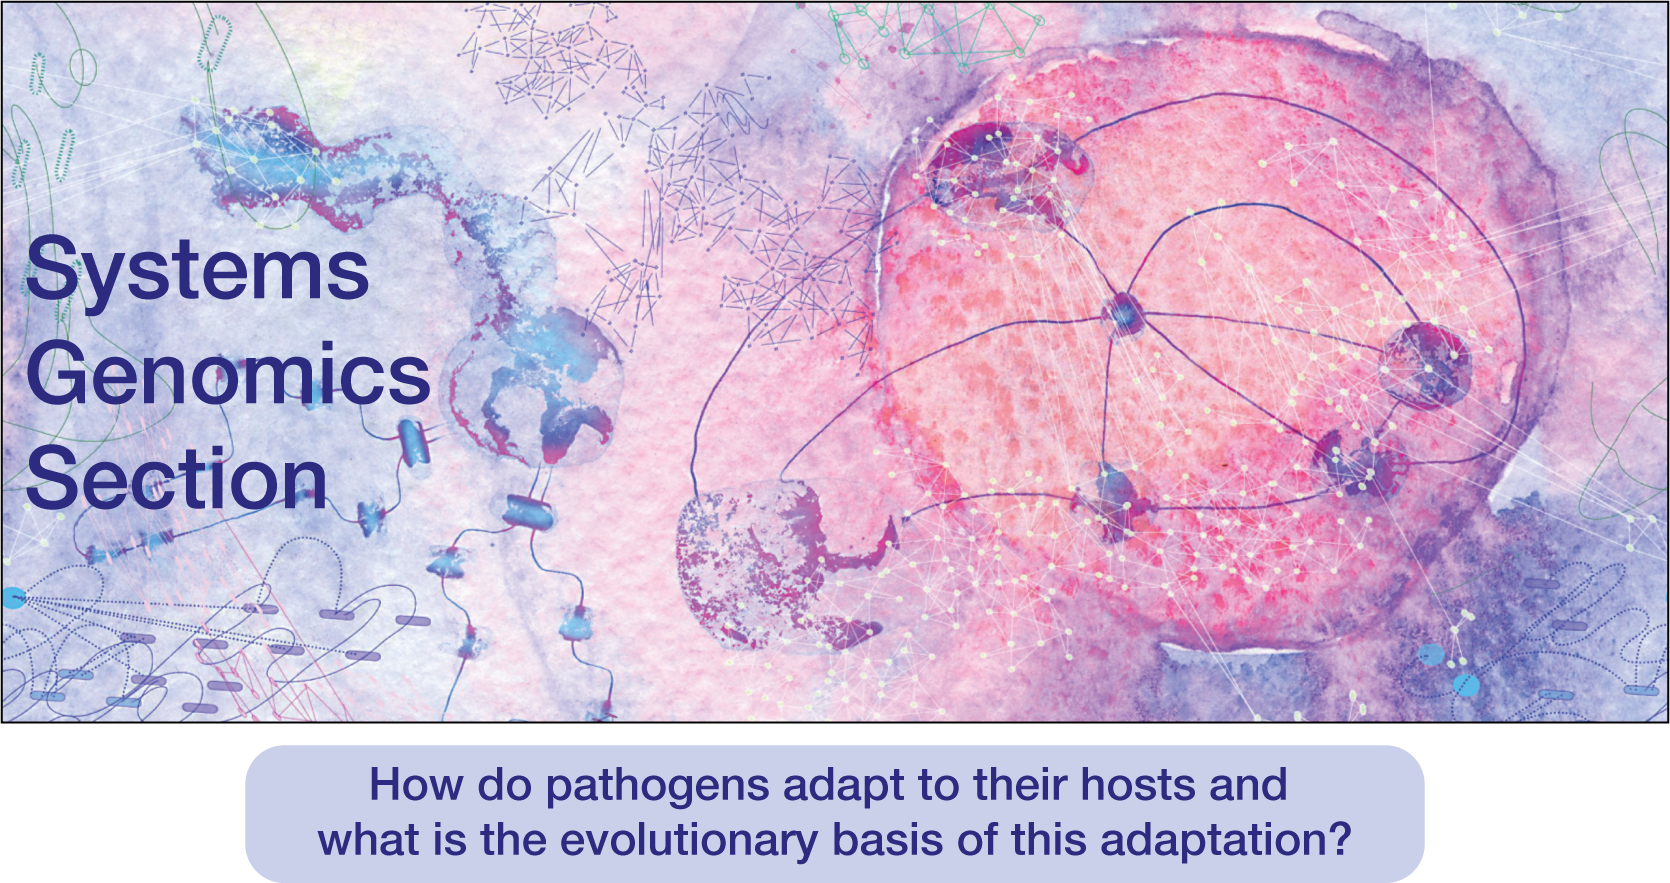 Systems
Genomics
Section
How do pathogens adapt to their hosts and
what is the evolutionary basis of this adaptation?